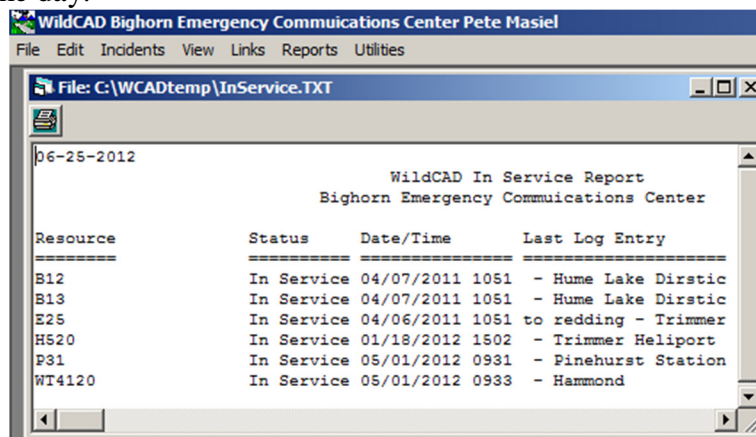 WildCAD Bighorn Emergency Commuications Center Pete Masiel
File Edit Incidents View Links Reports Utilities
File: C:\WCADtemp\InService.TXT
06-25-2012
WildCAD In Service Report
Bighorn Emergency Commuications Center
Resource Status Date/Time Last Log Entry
======== ========== =============== ====================
B12 In Service 04/07/2011 1051 - Hume Lake Dirstic
B13 In Service 04/07/2011 1051 - Hume Lake Dirstic
E25 In Service 04/06/2011 1051 to redding - Trimmer
H520 In Service 01/18/2012 1502 - Trimmer Heliport
P31 In Service 05/01/2012 0931 - Pinehurst Station
WT4120 In Service 05/01/2012 0933 - Hammond